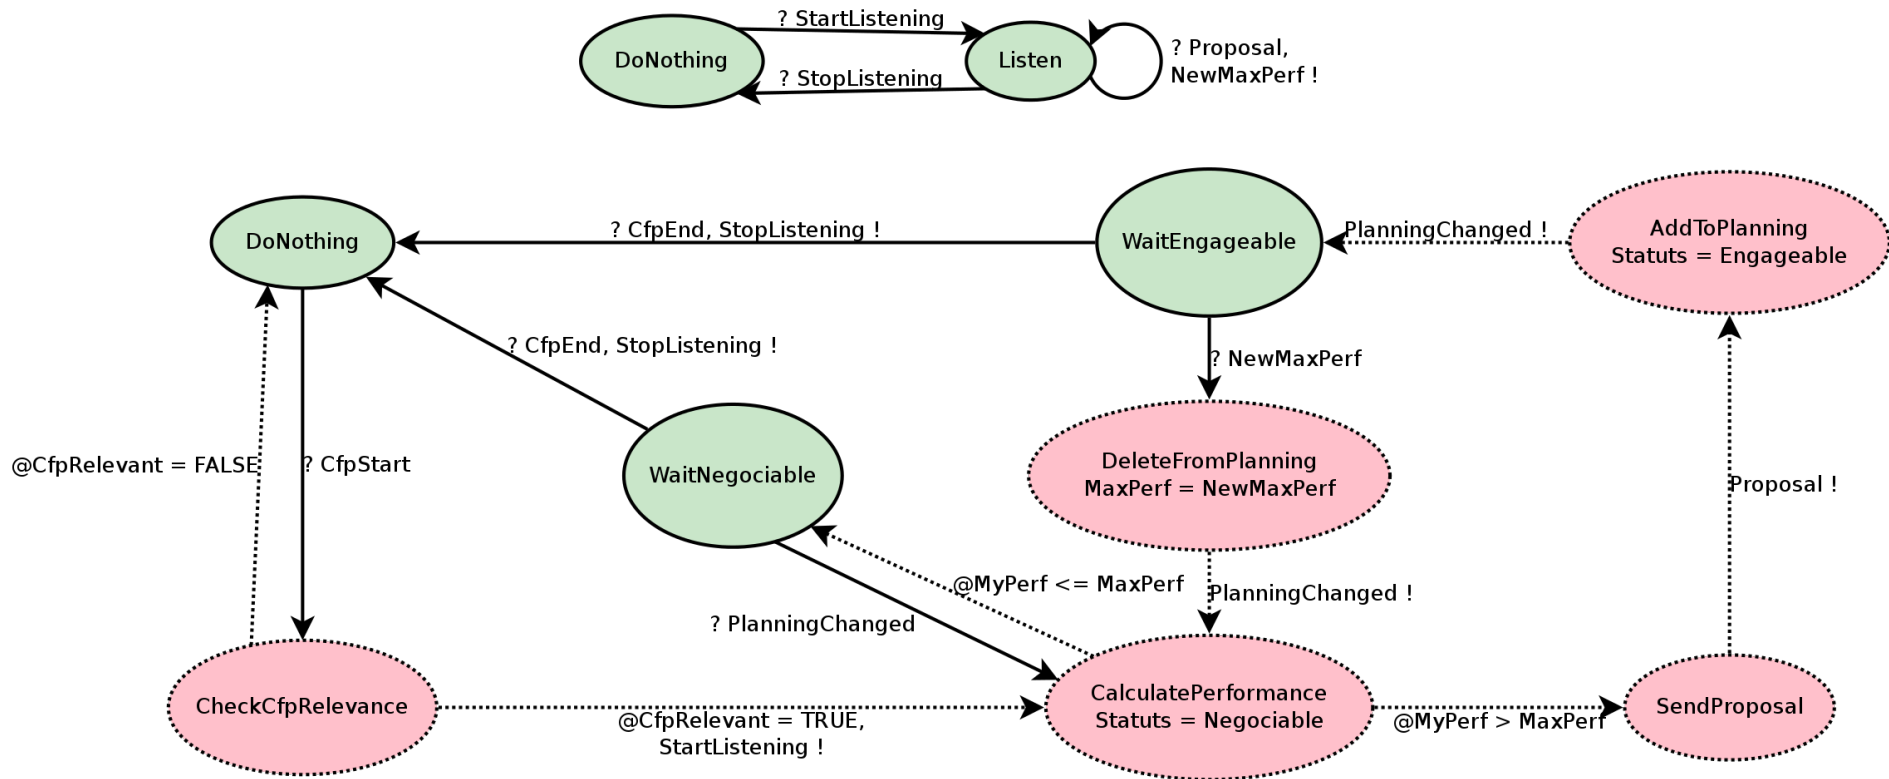 ? StartListening
DoNothing
Listen
? Proposal,
NewMaxPerf !
? StopListening
DoNothing
? CfpEnd, StopListening !
WaitEngageable
PlanningChanged !
AddToPlanning
Statuts = Engageable
? CfpEnd, StopListening !
? NewMaxPerf
@CfpRelevant = FALSE
? CfpStart
WaitNegociable
DeleteFromPlanning
MaxPerf = NewMaxPerf
Proposal !
@MyPerf <= MaxPerf
PlanningChanged !
? PlanningChanged
CheckCfpRelevance
@CfpRelevant = TRUE,
StartListening !
CalculatePerformance
Statuts = Negociable
@MyPerf > MaxPerf
SendProposal